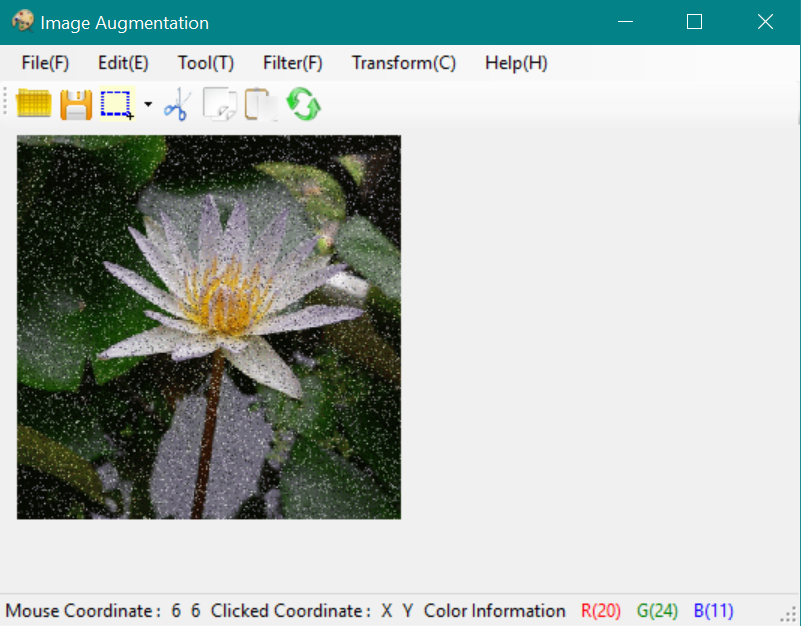 Image Augmentation
File(F) Edit(E) Tool(T) Filter(F) Transform(C) Help(H)
Mouse Coordinate: 6 6 Clicked Coordinate: X Y Color Information R(20) G(24) B(11)